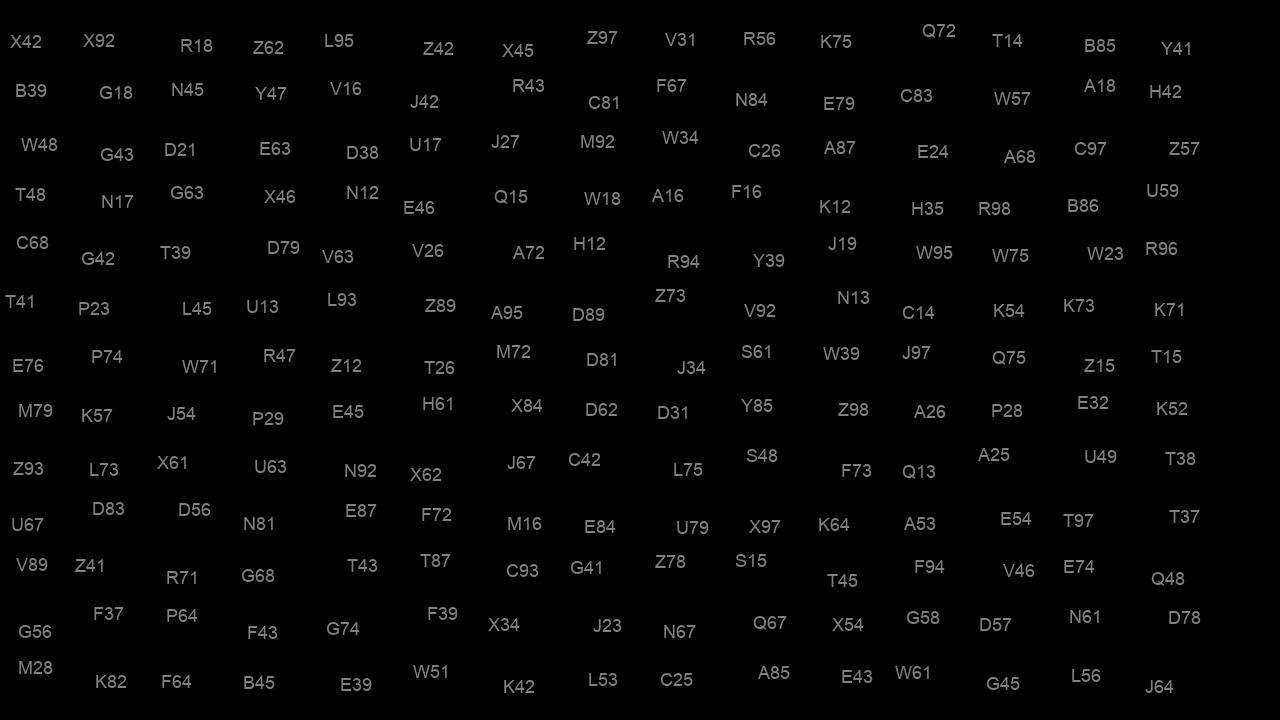 X42 X92 R18 Z62 L95 Z42 X45 Z97 V31 R56 K75 Q72 T14 B85 Y41
B39 G18 N45 Y47 V16 J42 R43 C81 F67 N84 E79 C83 W57 A18 H42
W48 G43 D21 E63 D38 U17 J27 M92 W34 C26 A87 E24 A68 C97 Z57
T48 N17 G63 X46 N12 E46 Q15 W18 A16 F16 K12 H35 R98 B86 U59
C68 G42 T39 D79 V63 V26 A72 H12 R94 Y39 J19 W95 W75 W23 R96
T41 P23 L45 U13 L93 Z89 A95 D89 Z73 V92 N13 C14 K54 K73 K71
E76 P74 W71 R47 Z12 T26 M72 D81 J34 S61 W39 J97 Q75 Z15 T15
M79 K57 J54 P29 E45 H61 X84 D62 D31 Y85 Z98 A26 P28 E32 K52
Z93 L73 X61 U63 N92 X62 J67 C42 L75 S48 F73 Q13 A25 U49 T38
U67 D83 D56 N81 E87 F72 M16 E84 U79 X97 K64 A53 E54 T97 T37
V89 Z41 R71 G68 T43 T87 C93 G41 Z78 S15 T45 F94 V46 E74 Q48
G56 F37 P64 F43 G74 F39 X34 J23 N67 Q67 X54 G58 D57 N61 D78
M28 K82 F64 B45 E39 W51 K42 L53 C25 A85 E43 W61 G45 L56 J64